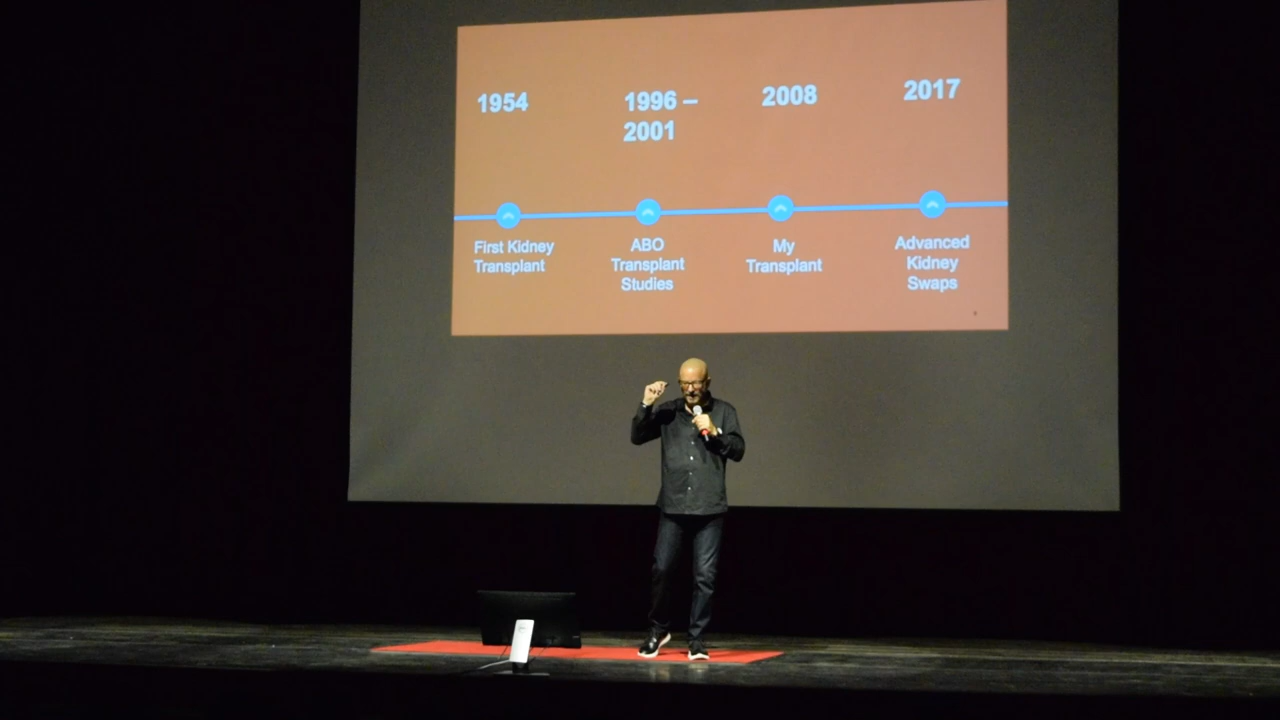 1954
1996 –
2001
2008
2017
First Kidney
Transplant
ABO
Transplant
Studies
My
Transplant
Advanced
Kidney
Swaps